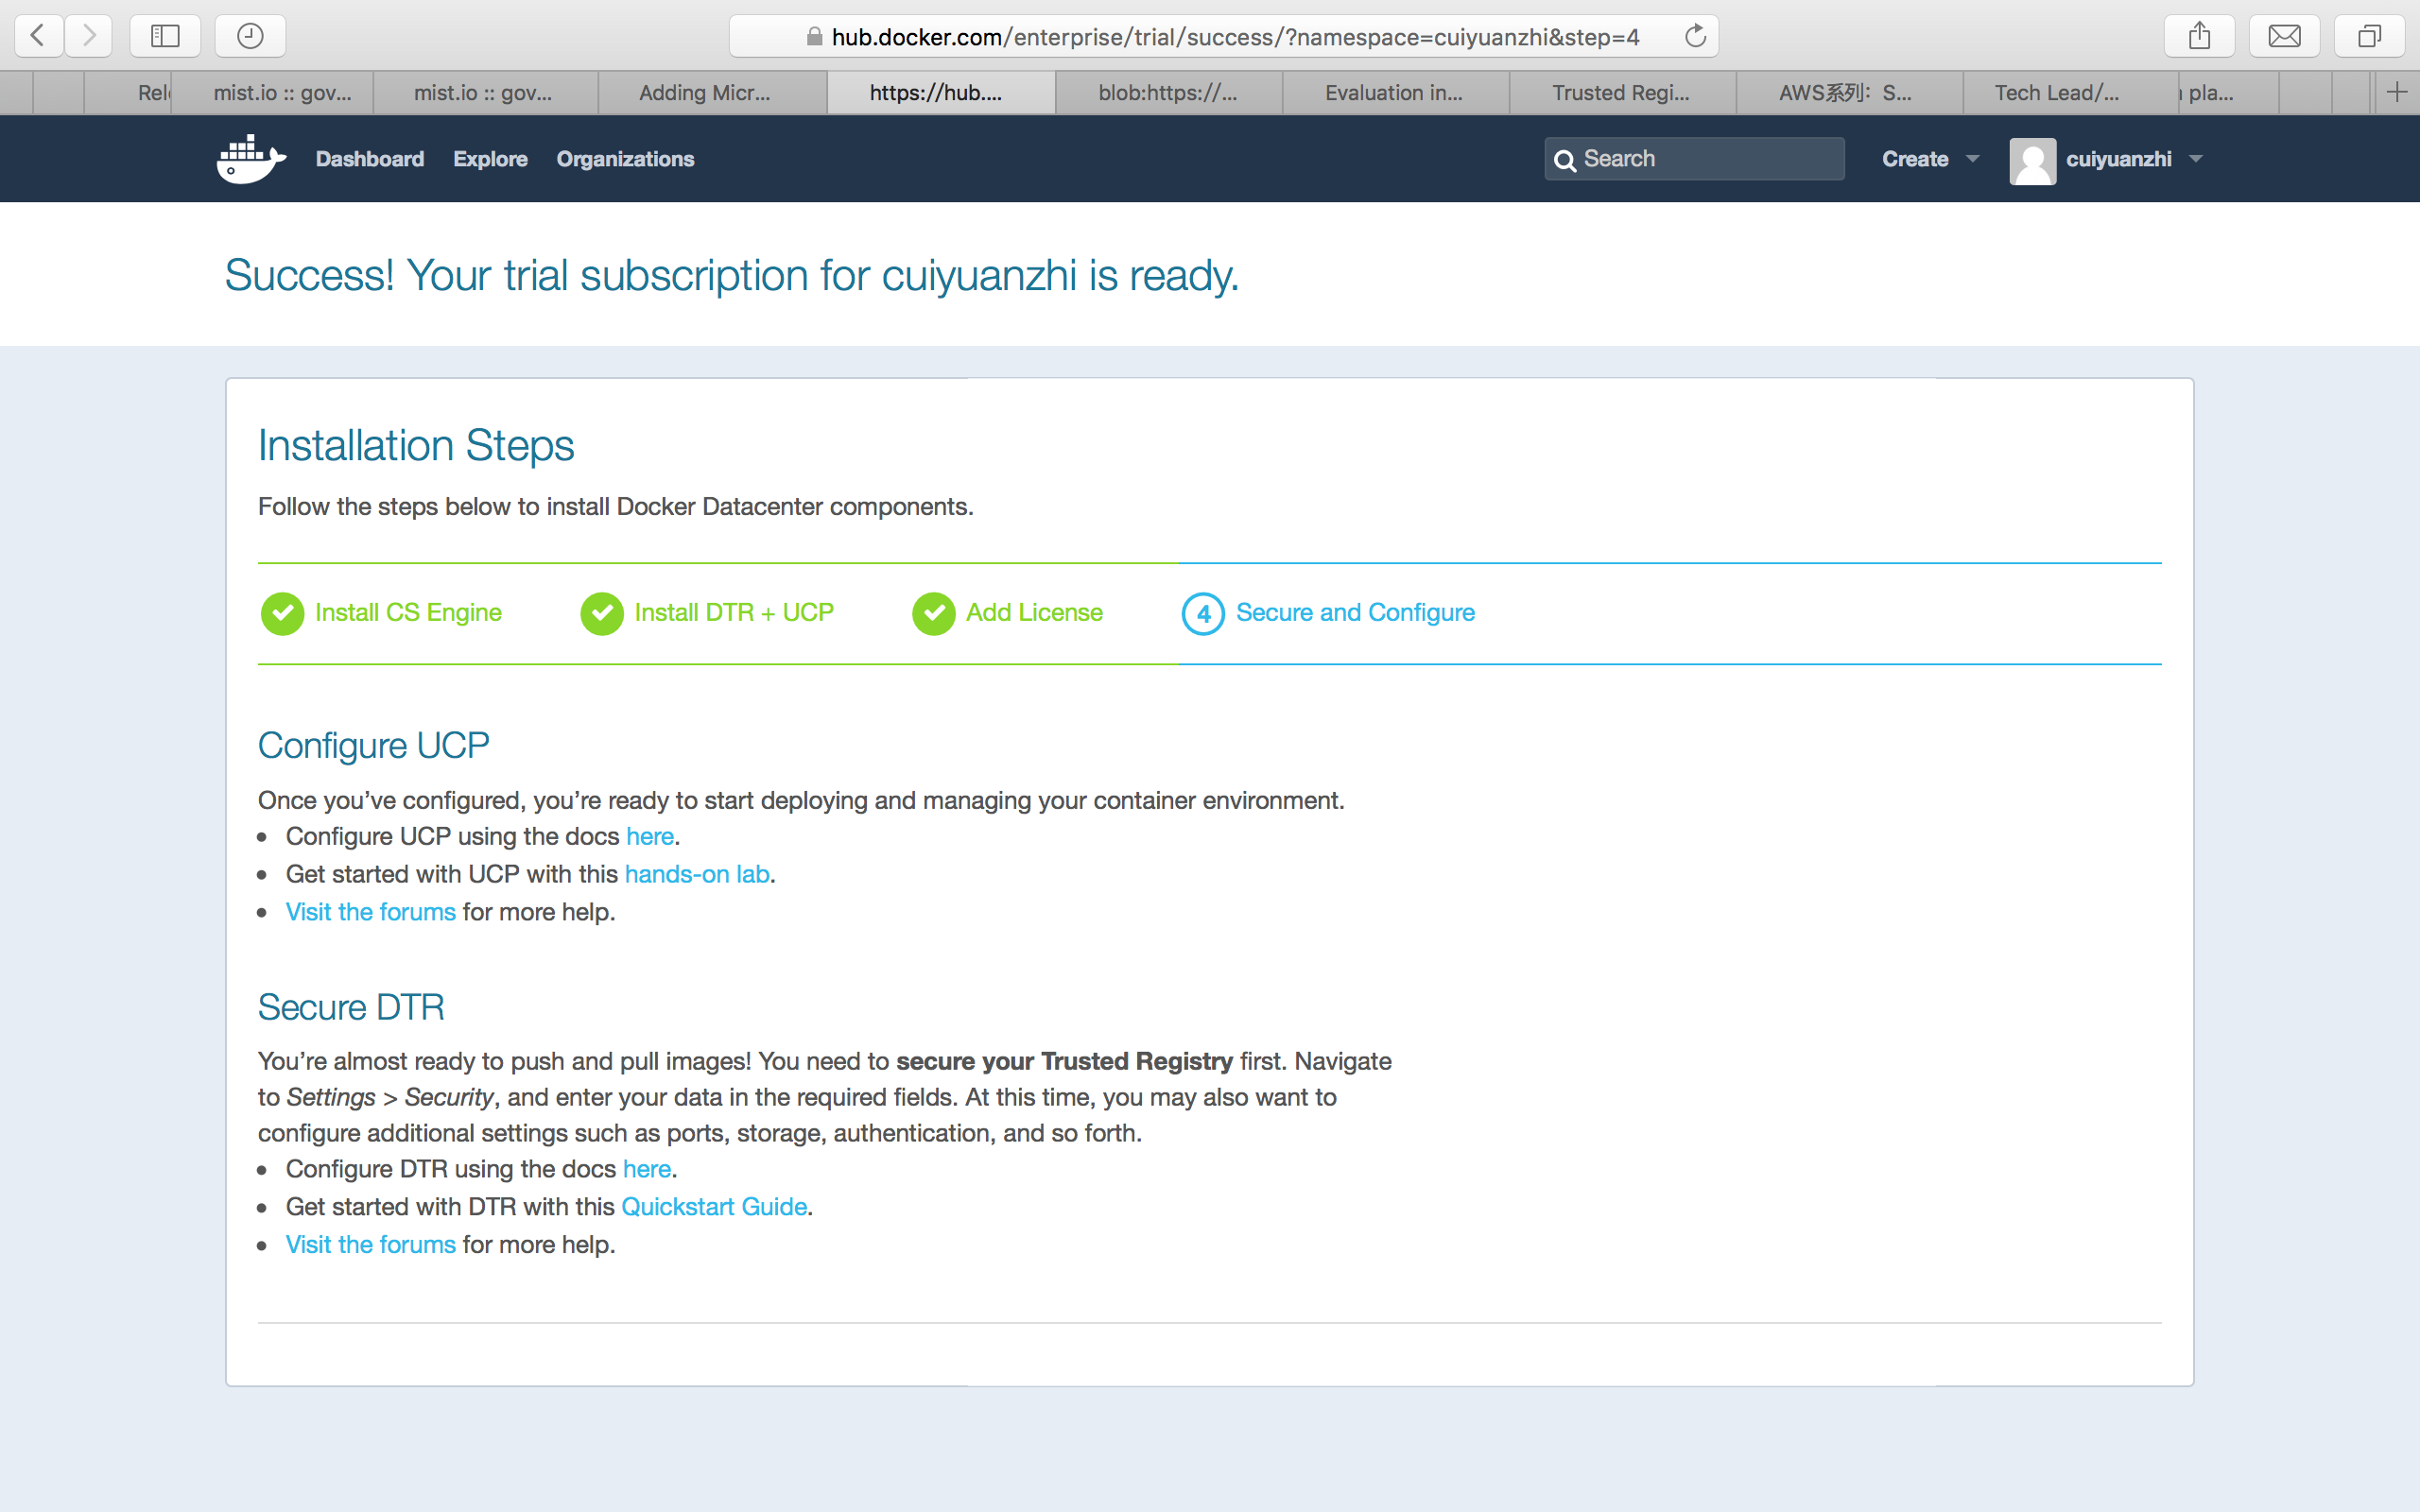 hub.docker.com/enterprise/trial/success/?namespace=cuiyuanzhi&step=4
mist.io :: gov... mist.io :: gov... Adding Micr... https://hub.... blob:https://... Evaluation in... Trusted Regi... AWS系列：S... Tech Lead/... pla...
Dashboard Explore Organizations Search Create cuiyuanzhi
Success! Your trial subscription for cuiyuanzhi is ready.
Installation Steps
Follow the steps below to install Docker Datacenter components.
Install CS Engine Install DTR + UCP Add License 4 Secure and Configure
Configure UCP
Once you’ve configured, you’re ready to start deploying and managing your container environment.
• Configure UCP using the docs here.
• Get started with UCP with this hands-on lab.
• Visit the forums for more help.
Secure DTR
You’re almost ready to push and pull images! You need to secure your Trusted Registry first. Navigate
to Settings > Security, and enter your data in the required fields. At this time, you may also want to
configure additional settings such as ports, storage, authentication, and so forth.
• Configure DTR using the docs here.
• Get started with DTR with this Quickstart Guide.
• Visit the forums for more help.